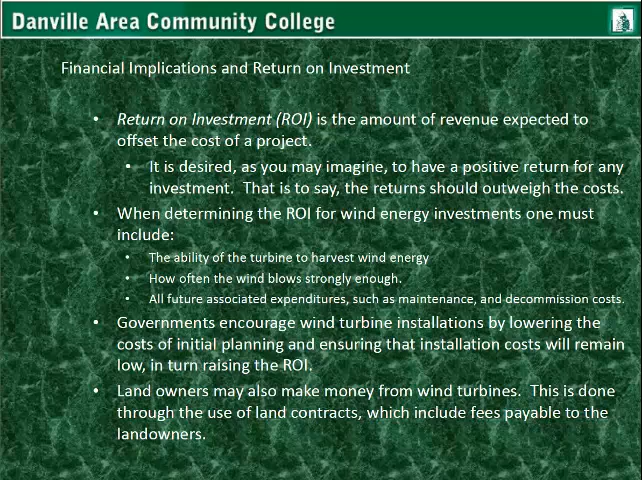 Danville Area Community College
Financial Implications and Return on Investment
• Return on Investment (ROI) is the amount of revenue expected to
offset the cost of a project.
• It is desired, as you may imagine, to have a positive return for any
investment. That is to say, the returns should outweigh the costs.
• When determining the ROI for wind energy investments one must
include:
• The ability of the turbine to harvest wind energy
• How often the wind blows strongly enough.
• All future associated expenditures, such as maintenance, and decommission costs.
• Governments encourage wind turbine installations by lowering the
costs of initial planning and ensuring that installation costs will remain
low, in turn raising the ROI.
• Land owners may also make money from wind turbines. This is done
through the use of land contracts, which include fees payable to the
landowners.